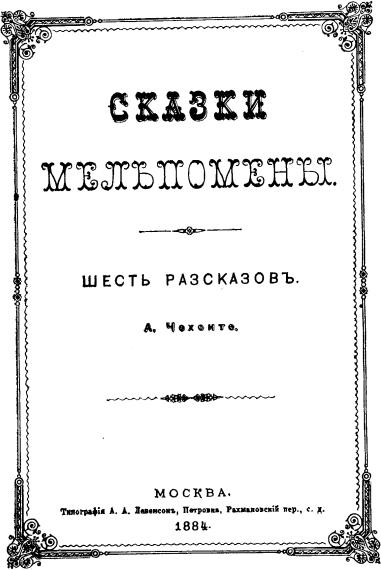 СКАЗКИ
МЕЛЬПОМЕНЫ.
ШЕСТЬ РАЗСКАЗОВЪ.
А. Чехонте.
МОСКВА.
Типографія А. А. Левенсонъ, Петровка, Рахмановскій пер., с. д.
1884.